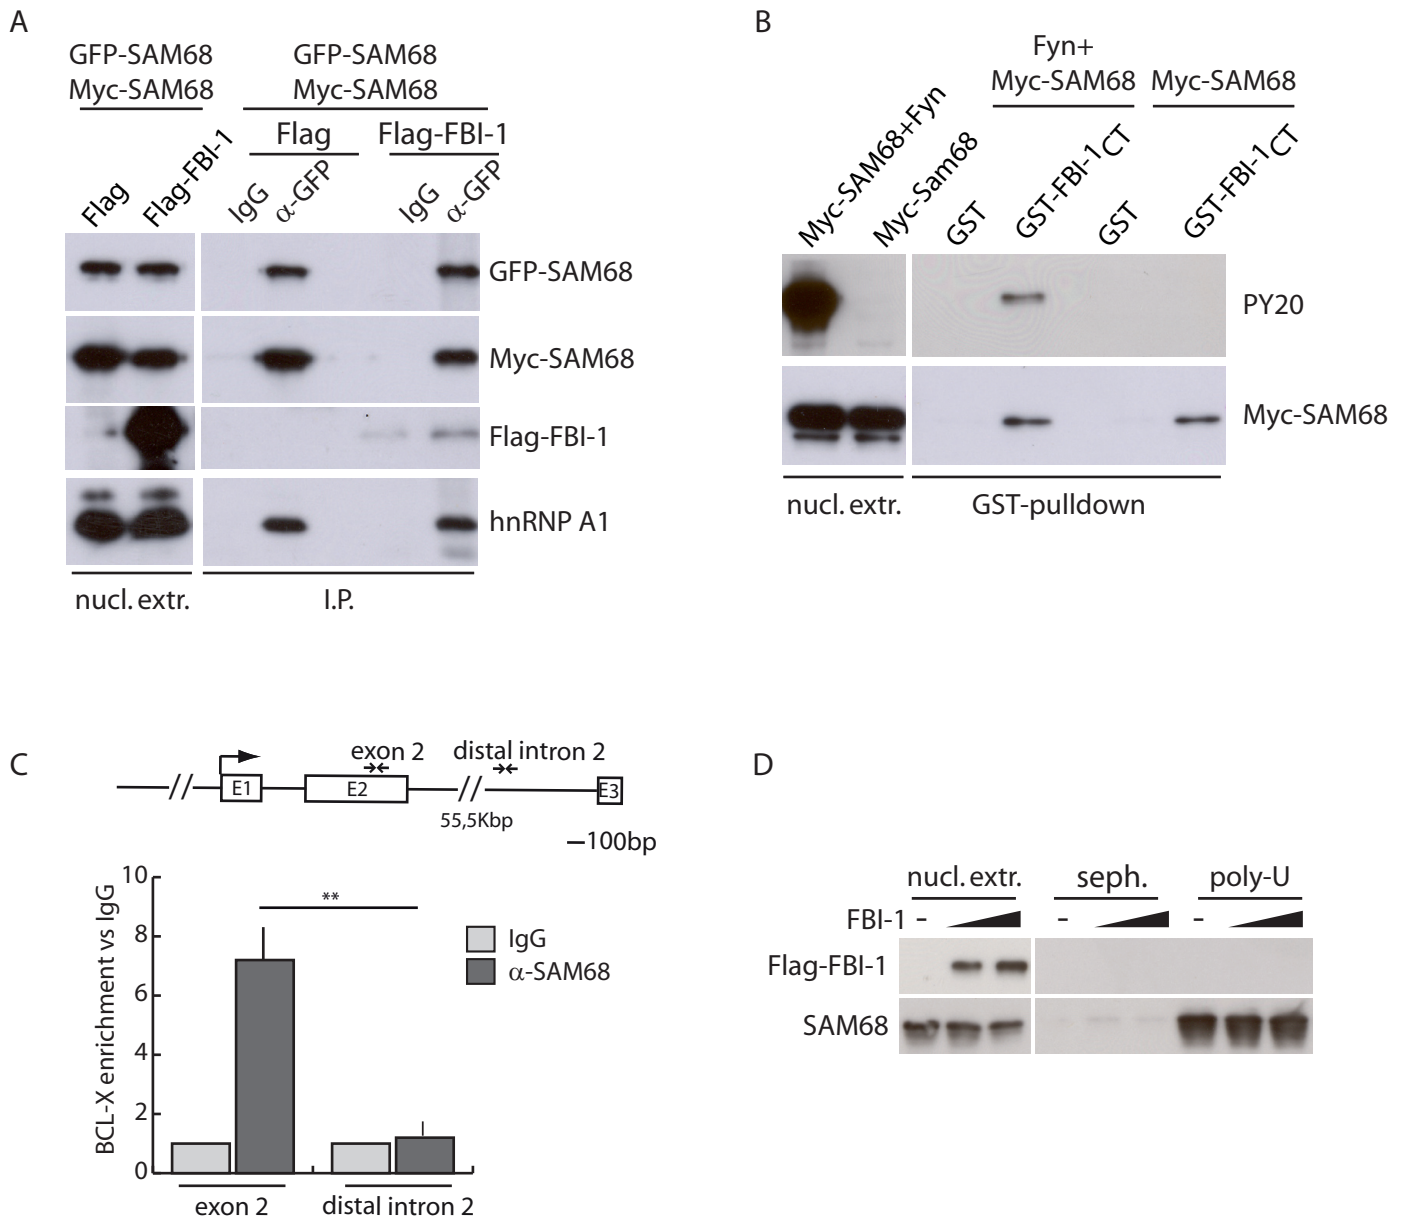 A
GFP-SAM68
Myc-SAM68
GFP-SAM68
Myc-SAM68
Flag
Flag-FBI-1
Flag
Flag-FBI-1
IgG
α-GFP
IgG
α-GFP
GFP-SAM68
Myc-SAM68
Flag-FBI-1
hnRNP A1
nucl. extr.
I.P.
B
Fyn+
Myc-SAM68
Myc-SAM68
Myc-SAM68+Fyn
Myc-Sam68
GST
GST-FBI-1CT
GST
GST-FBI-1CT
PY20
Myc-SAM68
nucl. extr.
GST-pulldown
C
exon 2
distal intron 2
E1
E2
E3
55,5Kbp
100bp
BCL-X enrichment vs IgG
10
8
6
4
2
0
**
IgG
α-SAM68
exon 2
distal intron 2
D
nucl. extr.
seph.
poly-U
FBI-1
-
-
-
Flag-FBI-1
SAM68